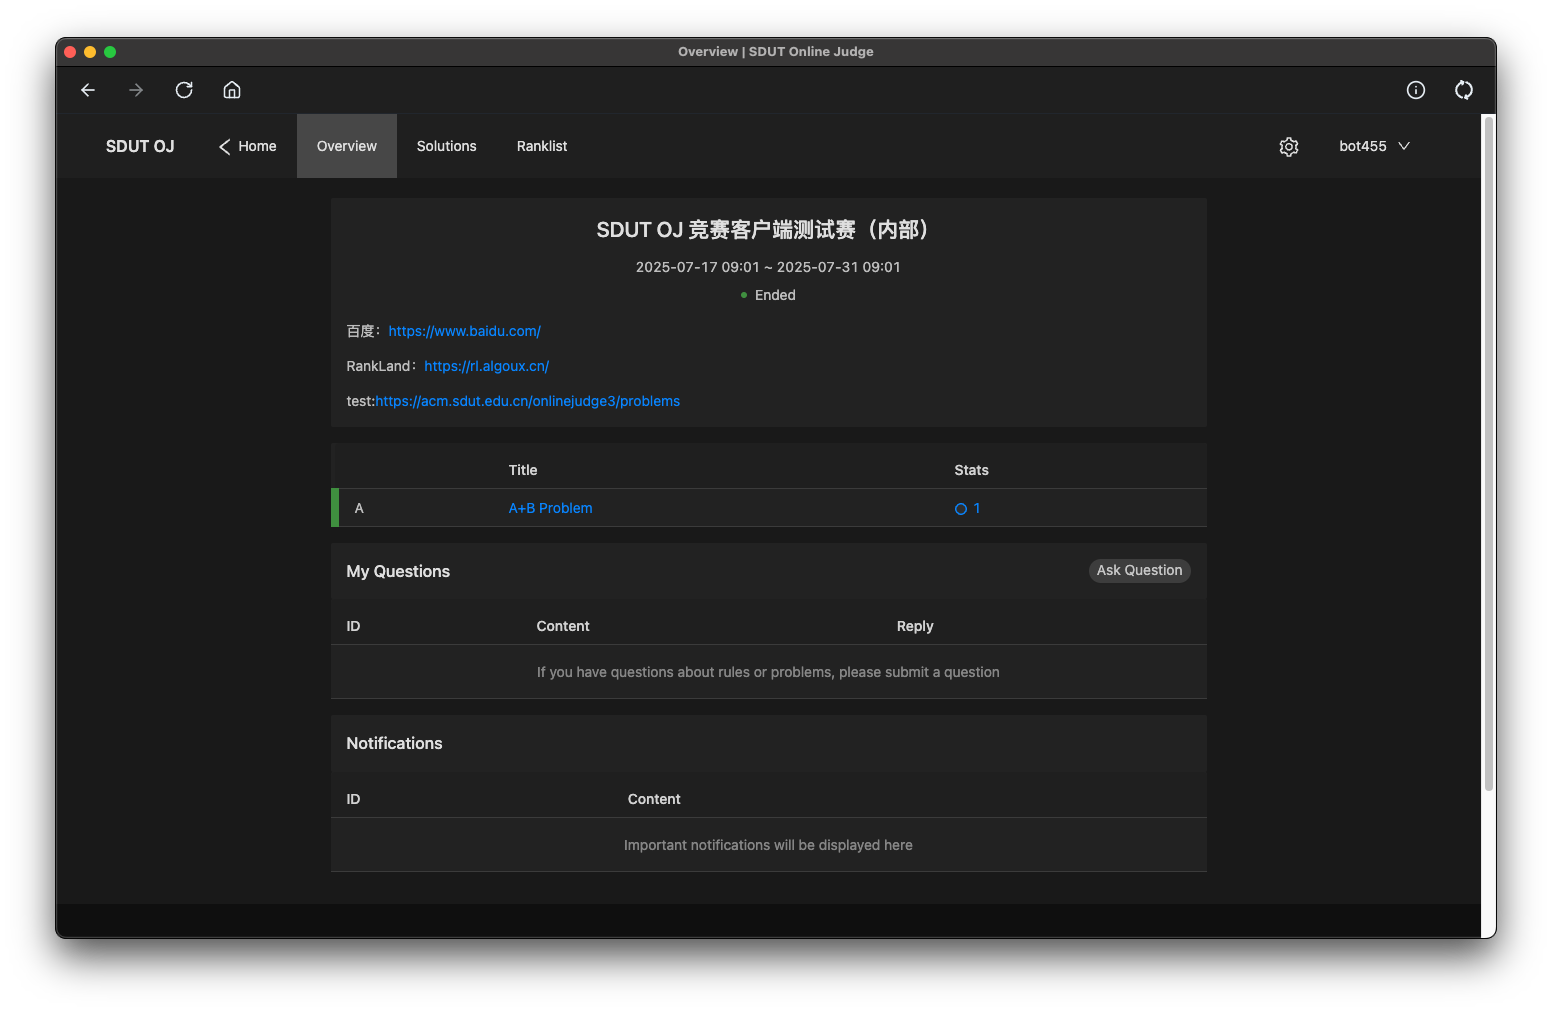 Overview | SDUT Online Judge
SDUT OJ Home Overview Solutions Ranklist bot455
SDUT OJ 竞赛客户端测试赛（内部）
2025-07-17 09:01 ~ 2025-07-31 09:01
Ended
百度：https://www.baidu.com/
RankLand：https://rl.algoux.cn/
test:https://acm.sdut.edu.cn/onlinejudge3/problems
Title Stats
A A+B Problem 1
My Questions Ask Question
ID Content Reply
If you have questions about rules or problems, please submit a question
Notifications
ID Content
Important notifications will be displayed here